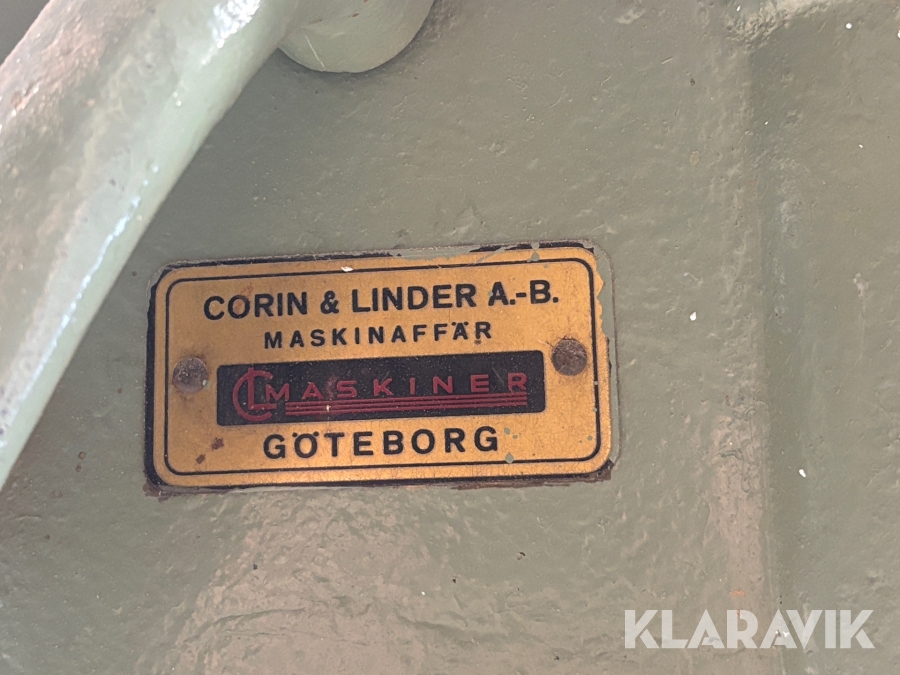 CORIN & LINDER A.-B.
MASKINAFFÄR
CL MASKINER
GÖTEBORG
KLARAVIK